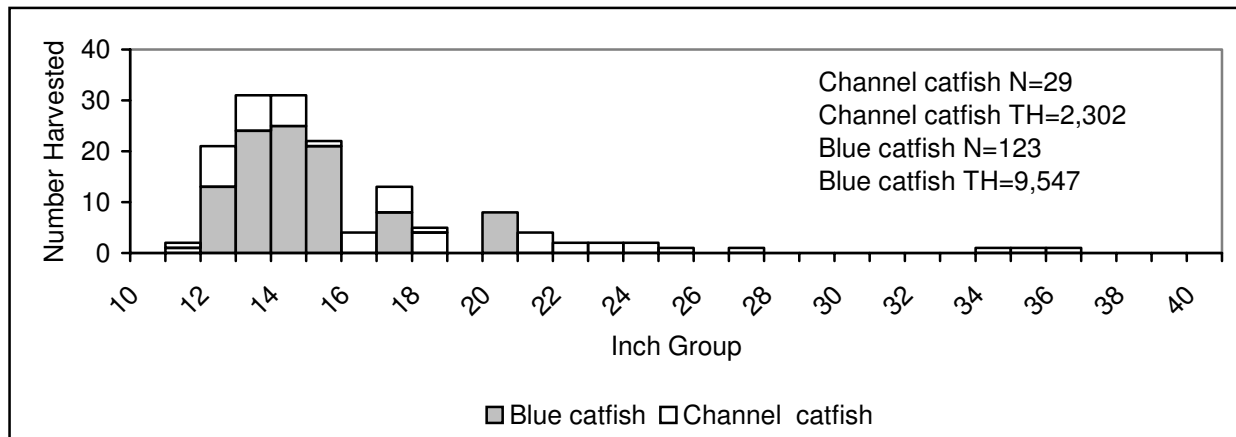 40
30
20
10
0
Number Harvested
Channel catfish N=29
Channel catfish TH=2,302
Blue catfish N=123
Blue catfish TH=9,547
10 12 14 16 18 20 22 24 26 28 30 32 34 36 38 40
Inch Group
Blue catfish Channel catfish